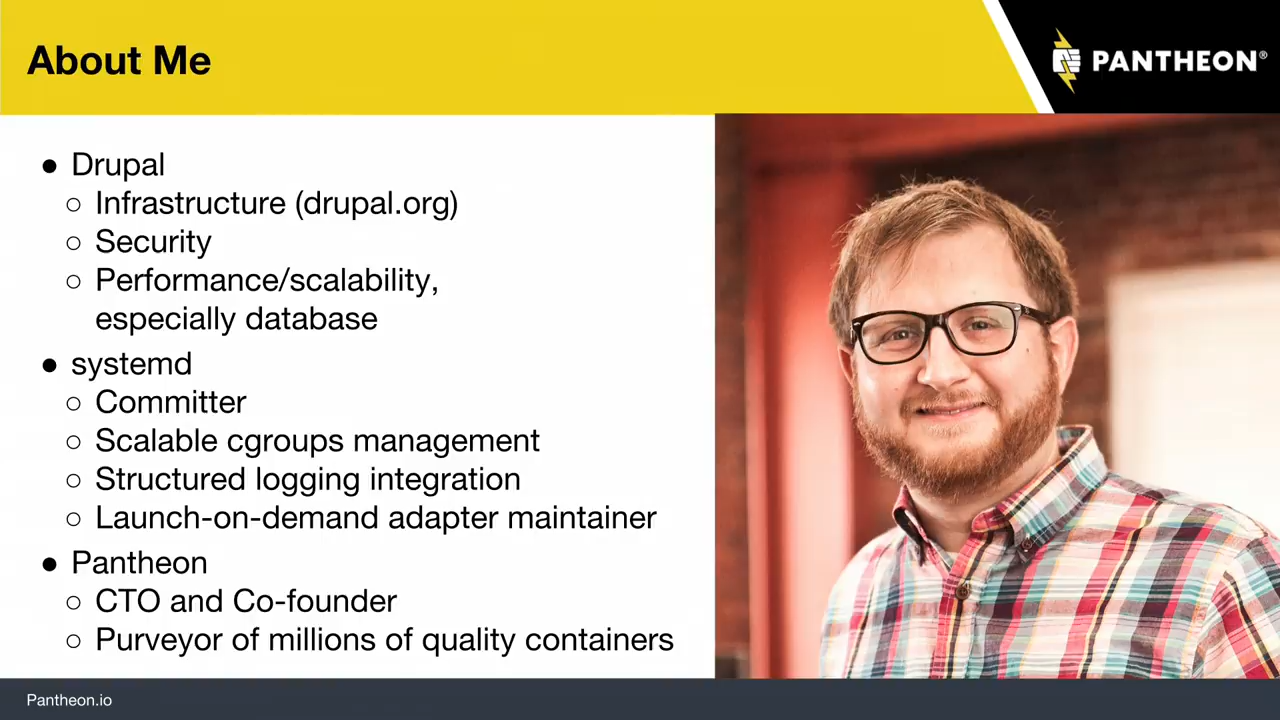 About Me
PANTHEON®
● Drupal
○ Infrastructure (drupal.org)
○ Security
○ Performance/scalability,
especially database
● systemd
○ Committer
○ Scalable cgroups management
○ Structured logging integration
○ Launch-on-demand adapter maintainer
● Pantheon
○ CTO and Co-founder
○ Purveyor of millions of quality containers
Pantheon.io